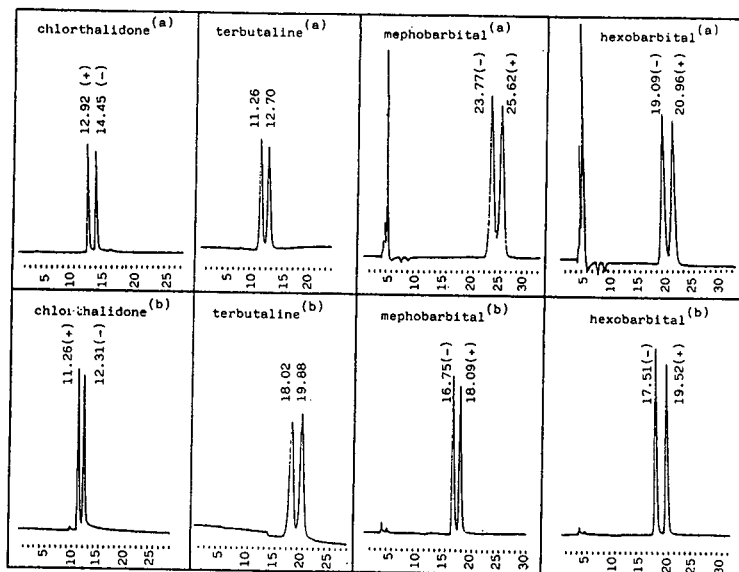 chlorthalidone(a)
12.92 (+)
14.45 (-)
5 10 15 20 25
terbutaline(a)
11.26
12.70
5 10 15 20
mephobarbital(a)
23.77(-)
25.62(+)
5 10 15 20 25 30
hexobarbital(a)
19.09(-)
20.96(+)
5 10 15 20 25 30
chlorthalidone(b)
11.26(+)
12.31(-)
5 10 15 20 25
terbutaline(b)
18.02
19.88
5 10 15 20 25
mephobarbital(b)
16.75(-)
18.09(+)
5 10 15 20 25 30
hexobarbital(b)
17.51(-)
19.52(+)
5 10 15 20 25 30